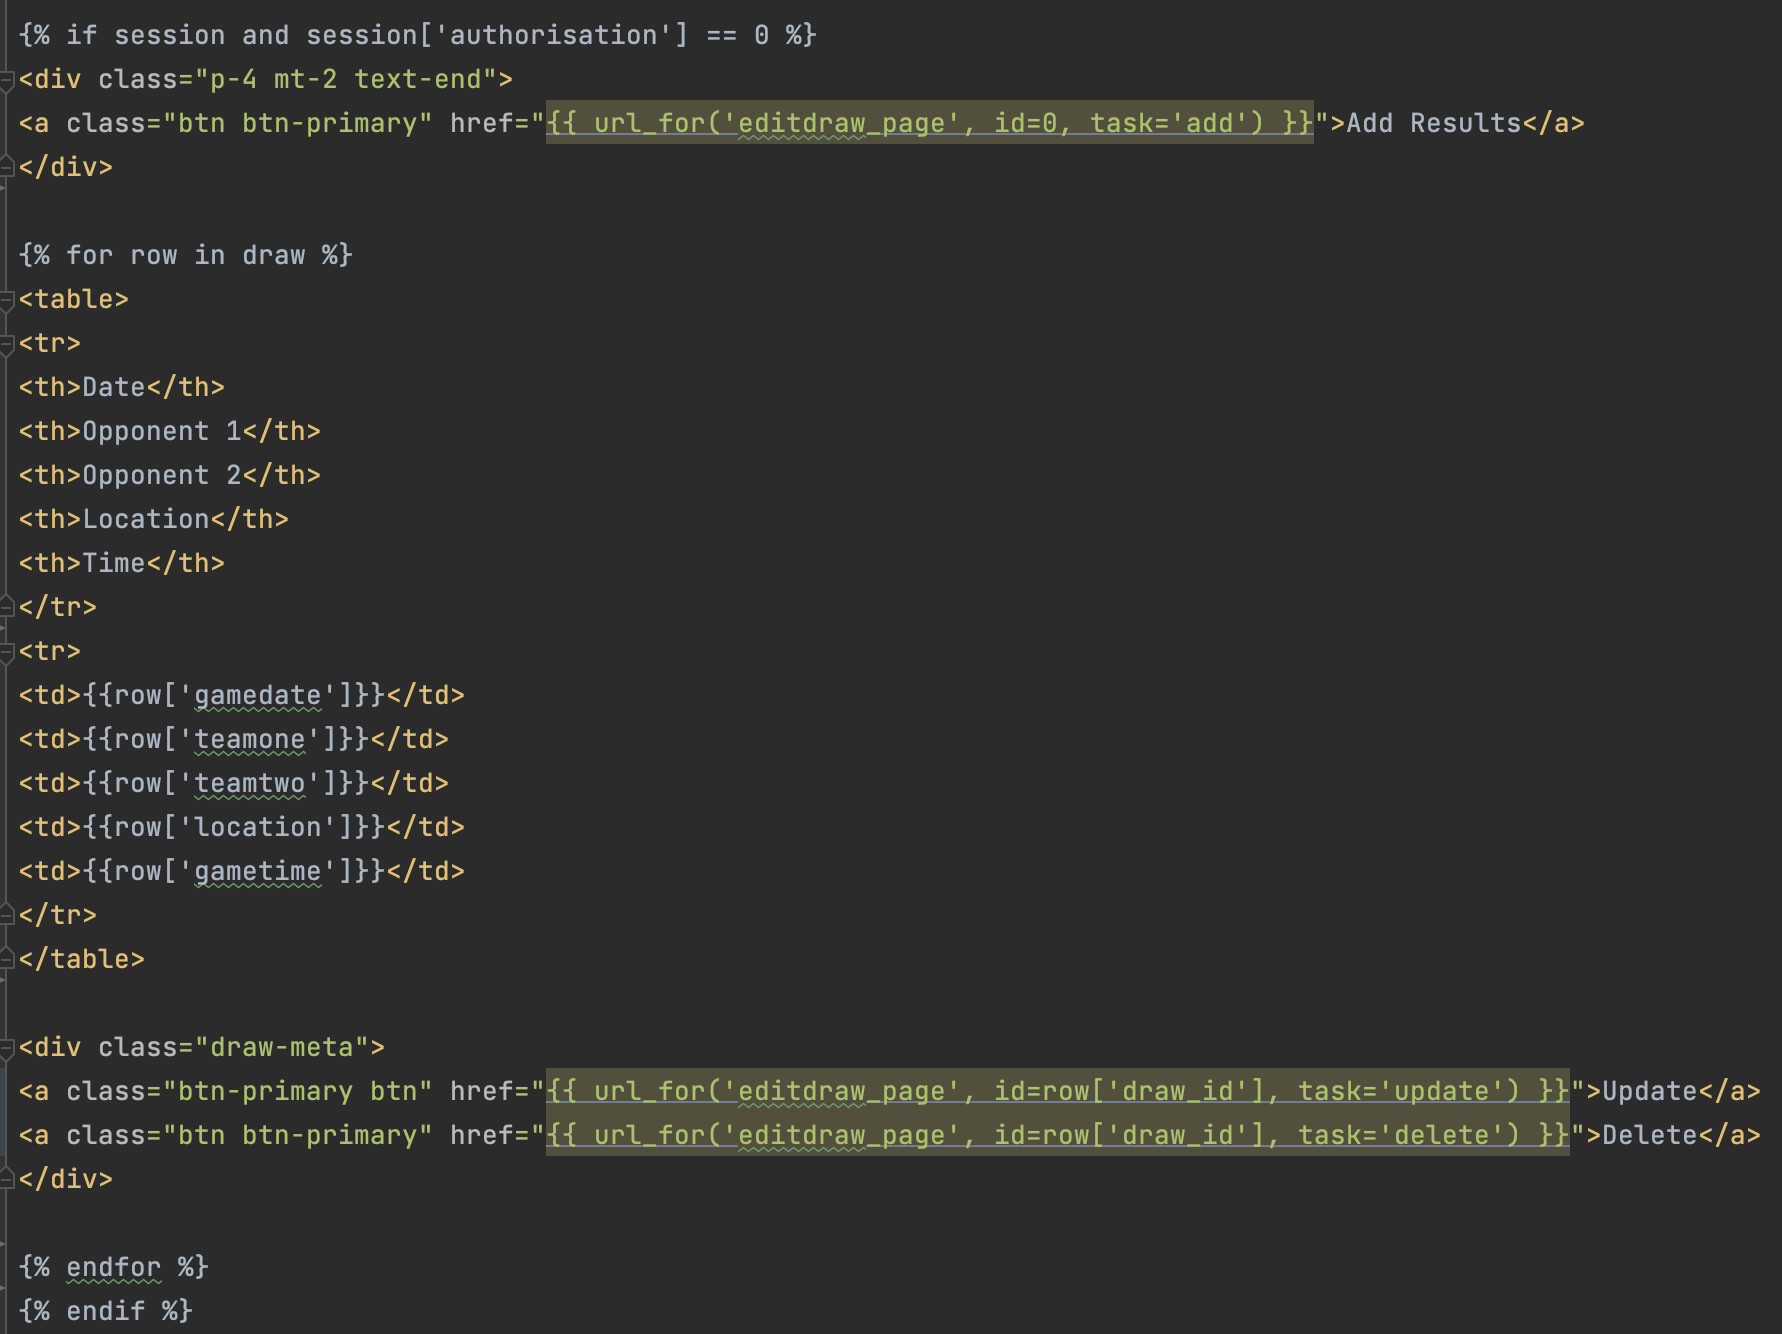 {% if session and session['authorisation'] == 0 %}
<div class="p-4 mt-2 text-end">
<a class="btn btn-primary" href="{{ url_for('editdraw_page', id=0, task='add') }}">Add Results</a>
</div>
{% for row in draw %}
<table>
<tr>
<th>Date</th>
<th>Opponent 1</th>
<th>Opponent 2</th>
<th>Location</th>
<th>Time</th>
</tr>
<tr>
<td>{{row['gamedate']}}</td>
<td>{{row['teamone']}}</td>
<td>{{row['teamtwo']}}</td>
<td>{{row['location']}}</td>
<td>{{row['gametime']}}</td>
</tr>
</table>
<div class="draw-meta">
<a class="btn-primary btn" href="{{ url_for('editdraw_page', id=row['draw_id'], task='update') }}">Update</a>
<a class="btn btn-primary" href="{{ url_for('editdraw_page', id=row['draw_id'], task='delete') }}">Delete</a>
</div>
{% endfor %}
{% endif %}